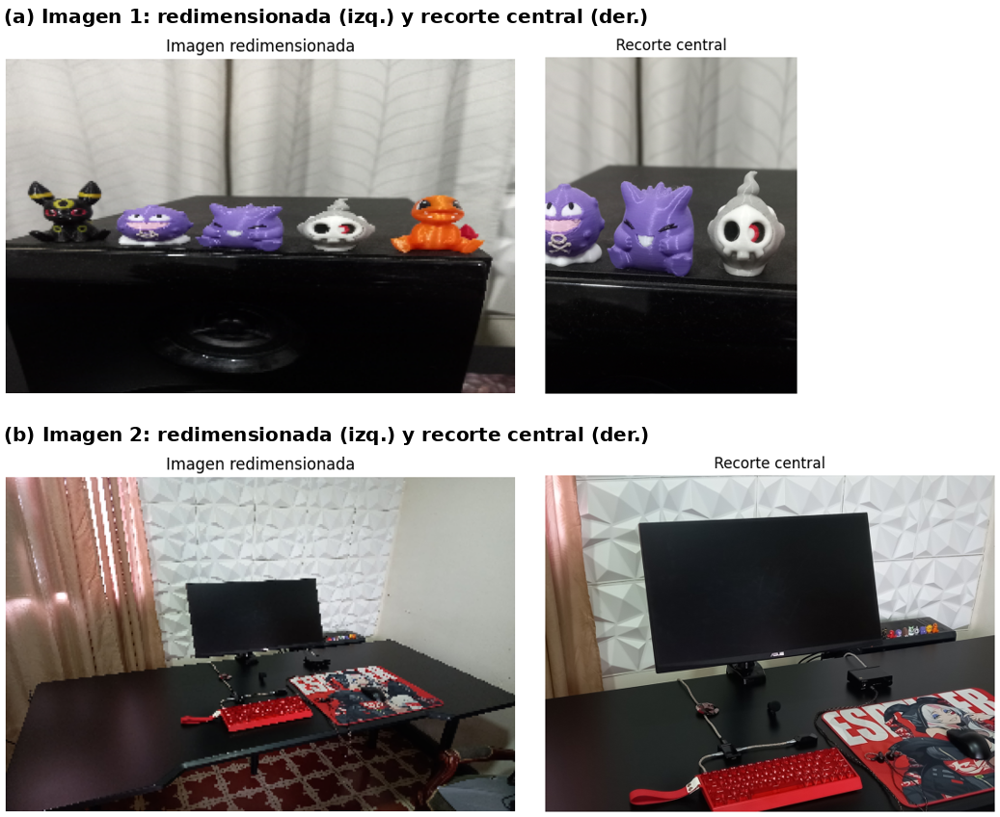 (a) Imagen 1: redimensionada (izq.) y recorte central (der.)
Imagen redimensionada
Recorte central
(b) Imagen 2: redimensionada (izq.) y recorte central (der.)
Imagen redimensionada
Recorte central
ASUS